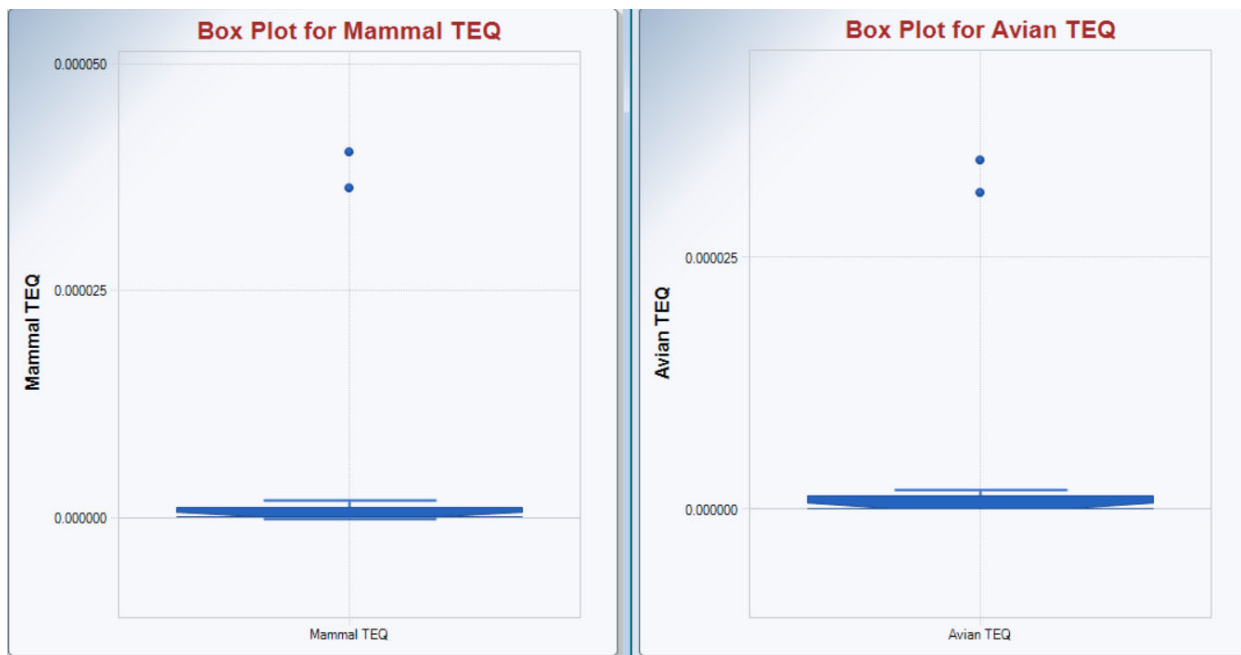 Box Plot for Mammal TEQ
0.000050
0.000025
0.000000
Mammal TEQ
Mammal TEQ
Box Plot for Avian TEQ
0.000025
0.000000
Avian TEQ
Avian TEQ